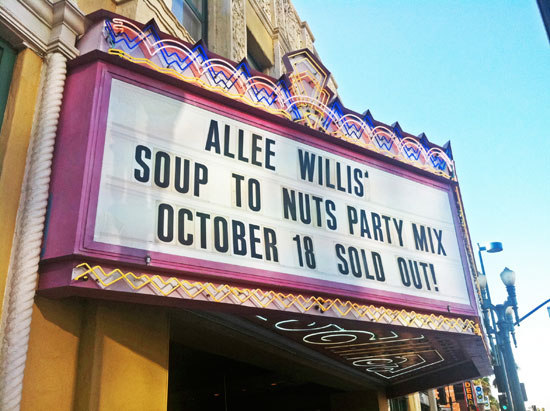 ALLEE WILLIS'
SOUP TO NUTS PARTY MIX
OCTOBER 18 SOLD OUT!